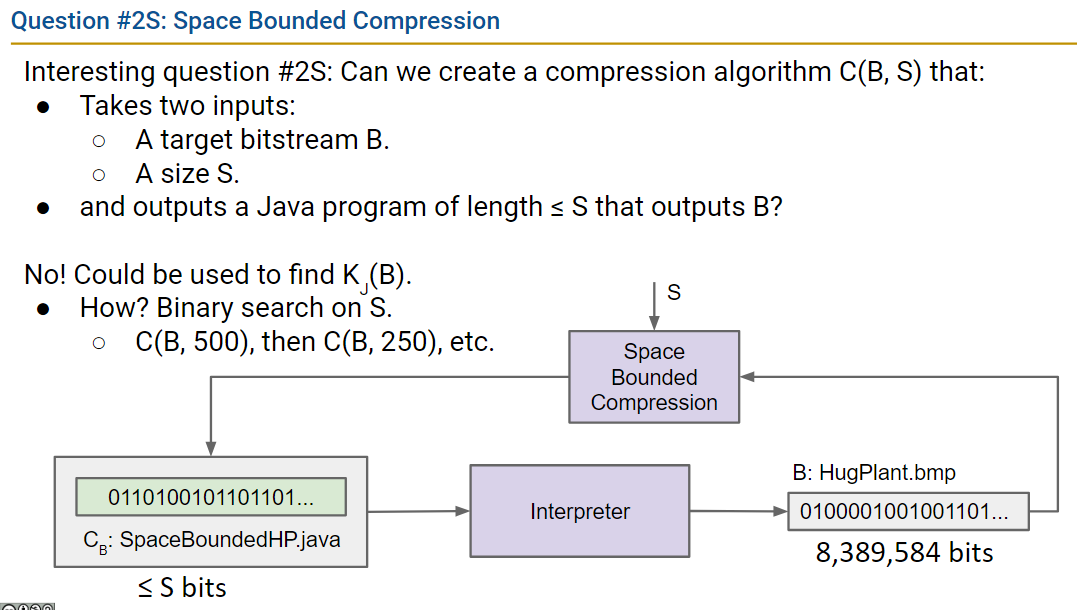 Question #2S: Space Bounded Compression
Interesting question #2S: Can we create a compression algorithm C(B, S) that:
● Takes two inputs:
○ A target bitstream B.
○ A size S.
● and outputs a Java program of length ≤ S that outputs B?
No! Could be used to find K_J(B).
● How? Binary search on S.
○ C(B, 500), then C(B, 250), etc.
S
Space
Bounded
Compression
0110100101101101...
C_B: SpaceBoundedHP.java
≤ S bits
Interpreter
B: HugPlant.bmp
0100001001001101...
8,389,584 bits